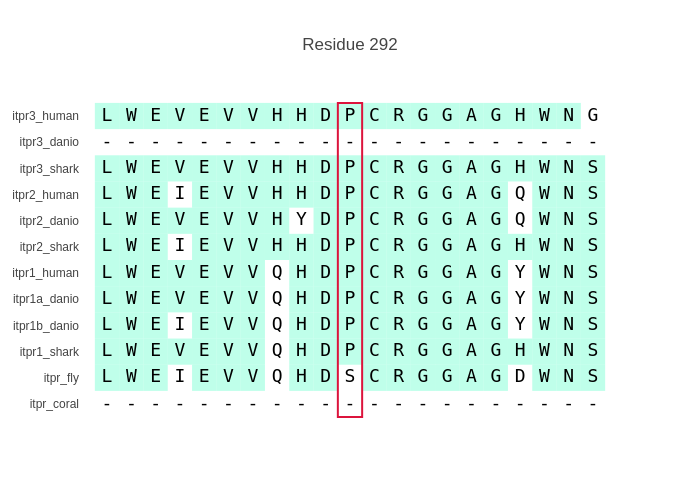 Residue 292
itpr3_human L W E V E V V H H D P C R G G A G H W N G
itpr3_danio - - - - - - - - - - - - - - - - - - - - -
itpr3_shark L W E V E V V H H D P C R G G A G H W N S
itpr2_human L W E I E V V H H D P C R G G A G Q W N S
itpr2_danio L W E V E V V H Y D P C R G G A G Q W N S
itpr2_shark L W E I E V V H H D P C R G G A G H W N S
itpr1_human L W E V E V V Q H D P C R G G A G Y W N S
itpr1a_danio L W E V E V V Q H D P C R G G A G Y W N S
itpr1b_danio L W E I E V V Q H D P C R G G A G Y W N S
itpr1_shark L W E V E V V Q H D P C R G G A G H W N S
itpr_fly L W E I E V V Q H D S C R G G A G D W N S
itpr_coral - - - - - - - - - - - - - - - - - - - - -